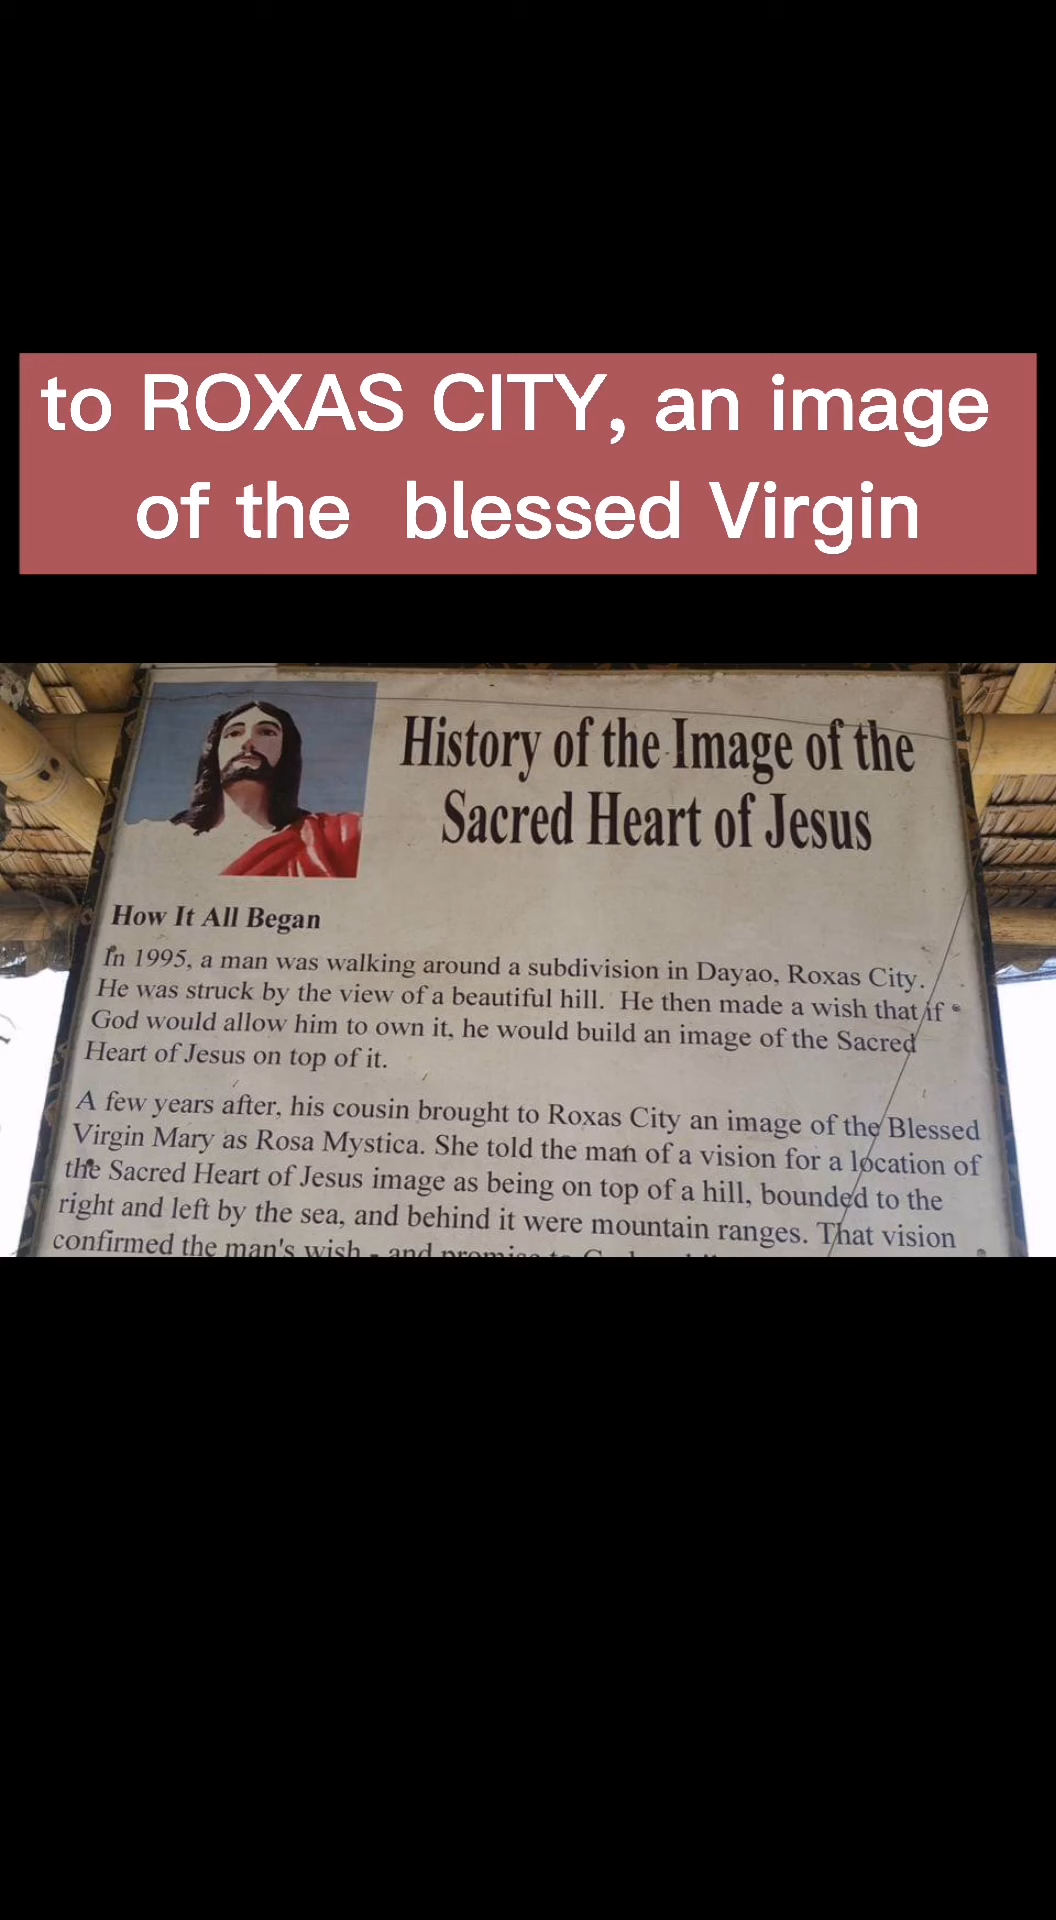 to ROXAS CITY, an image
of the blessed Virgin
History of the Image of the
Sacred Heart of Jesus
How It All Began
In 1995, a man was walking around a subdivision in Dayao, Roxas City.
He was struck by the view of a beautiful hill. He then made a wish that if
God would allow him to own it, he would build an image of the Sacred
Heart of Jesus on top of it.
A few years after, his cousin brought to Roxas City an image of the Blessed
Virgin Mary as Rosa Mystica. She told the man of a vision for a location of
the Sacred Heart of Jesus image as being on top of a hill, bounded to the
right and left by the sea, and behind it were mountain ranges. That vision
confirmed the man's wish - and promise to